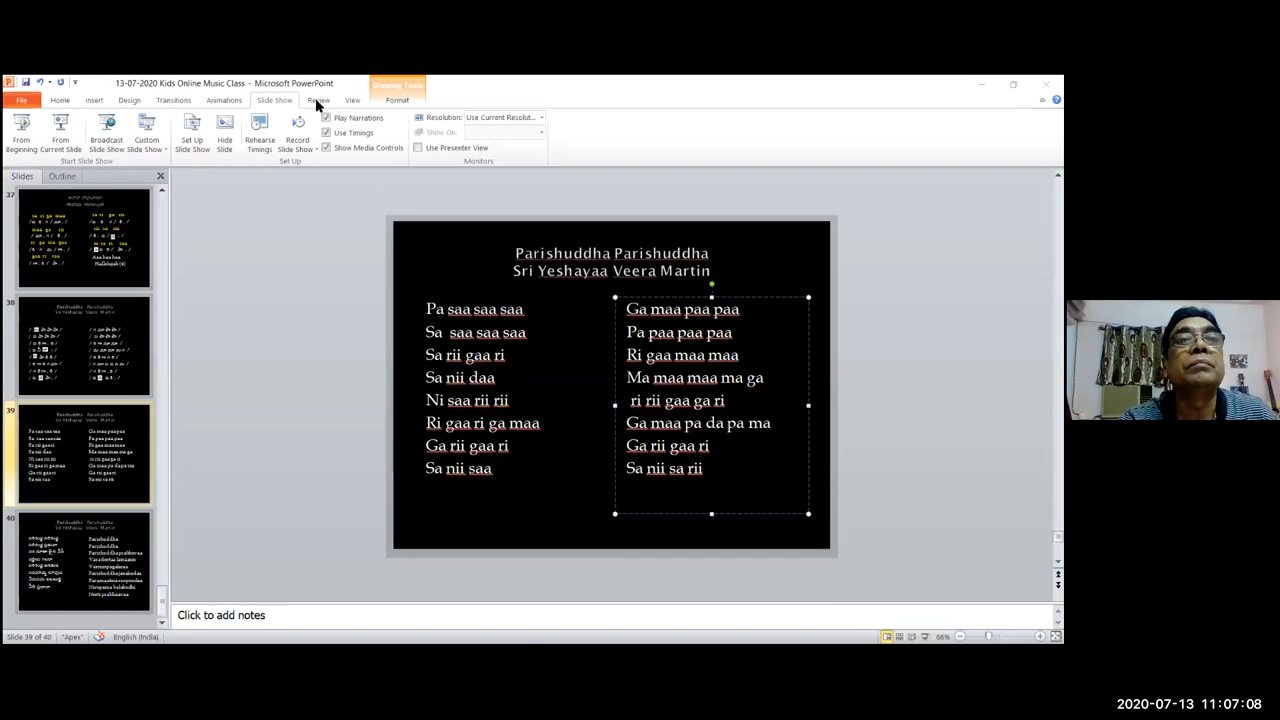 13-07-2020 Kids Online Music Class - Microsoft PowerPoint
Drawing Tools
File Home Insert Design Transitions Animations Slide Show Review View Format
From Beginning
From Current Slide
Broadcast Slide Show
Custom Slide Show
Start Slide Show
Set Up Slide Show
Hide Slide
Rehearse Timings
Record Slide Show
Play Narrations
Use Timings
Show Media Controls
Set Up
Resolution: Use Current Resolut...
Show On:
Use Presenter View
Monitors
Slides Outline
37
38
39
40
Parishuddha Parishuddha
Sri Yeshayaa Veera Martin
Pa saa saa saa
Sa saa saa saa
Sa rii gaa ri
Sa nii daa
Ni saa rii rii
Ri gaa ri ga maa
Ga rii gaa ri
Sa nii saa
Ga maa paa paa
Pa paa paa paa
Ri gaa maa maa
Ma maa maa ma ga
ri rii gaa ga ri
Ga maa pa da pa ma
Ga rii gaa ri
Sa nii sa rii
Click to add notes
Slide 39 of 40 "Apex" English (India) 66%
2020-07-13 11:07:08